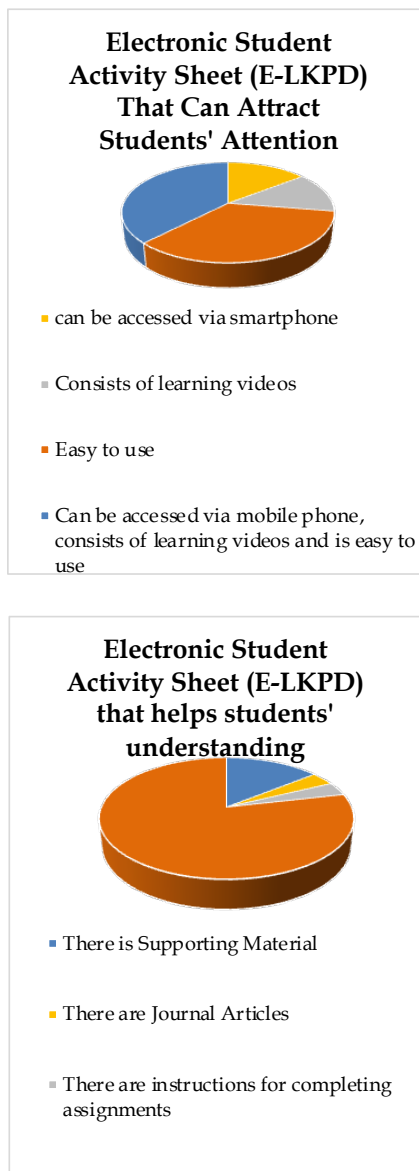 Electronic Student
Activity Sheet (E-LKPD)
That Can Attract
Students' Attention
can be accessed via smartphone
Consists of learning videos
Easy to use
Can be accessed via mobile phone,
consists of learning videos and is easy to
use
Electronic Student
Activity Sheet (E-LKPD)
that helps students'
understanding
There is Supporting Material
There are Journal Articles
There are instructions for completing
assignments